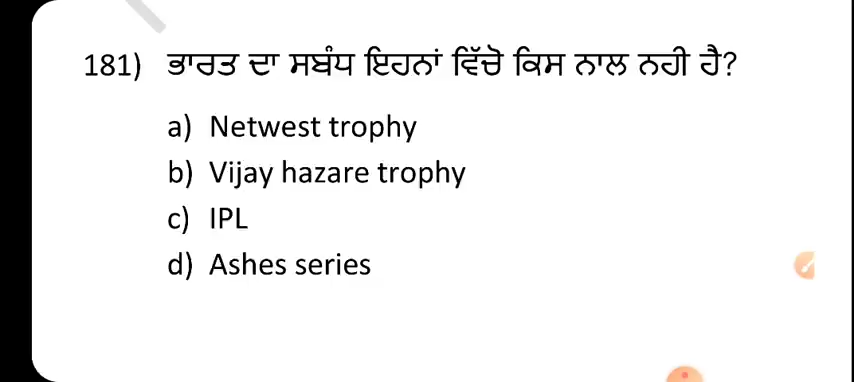 181) ਭਾਰਤ ਦਾ ਸਬੰਧ ਇਹਨਾਂ ਵਿੱਚੋ ਕਿਸ ਨਾਲ ਨਹੀ ਹੈ?
a) Netwest trophy
b) Vijay hazare trophy
c) IPL
d) Ashes series